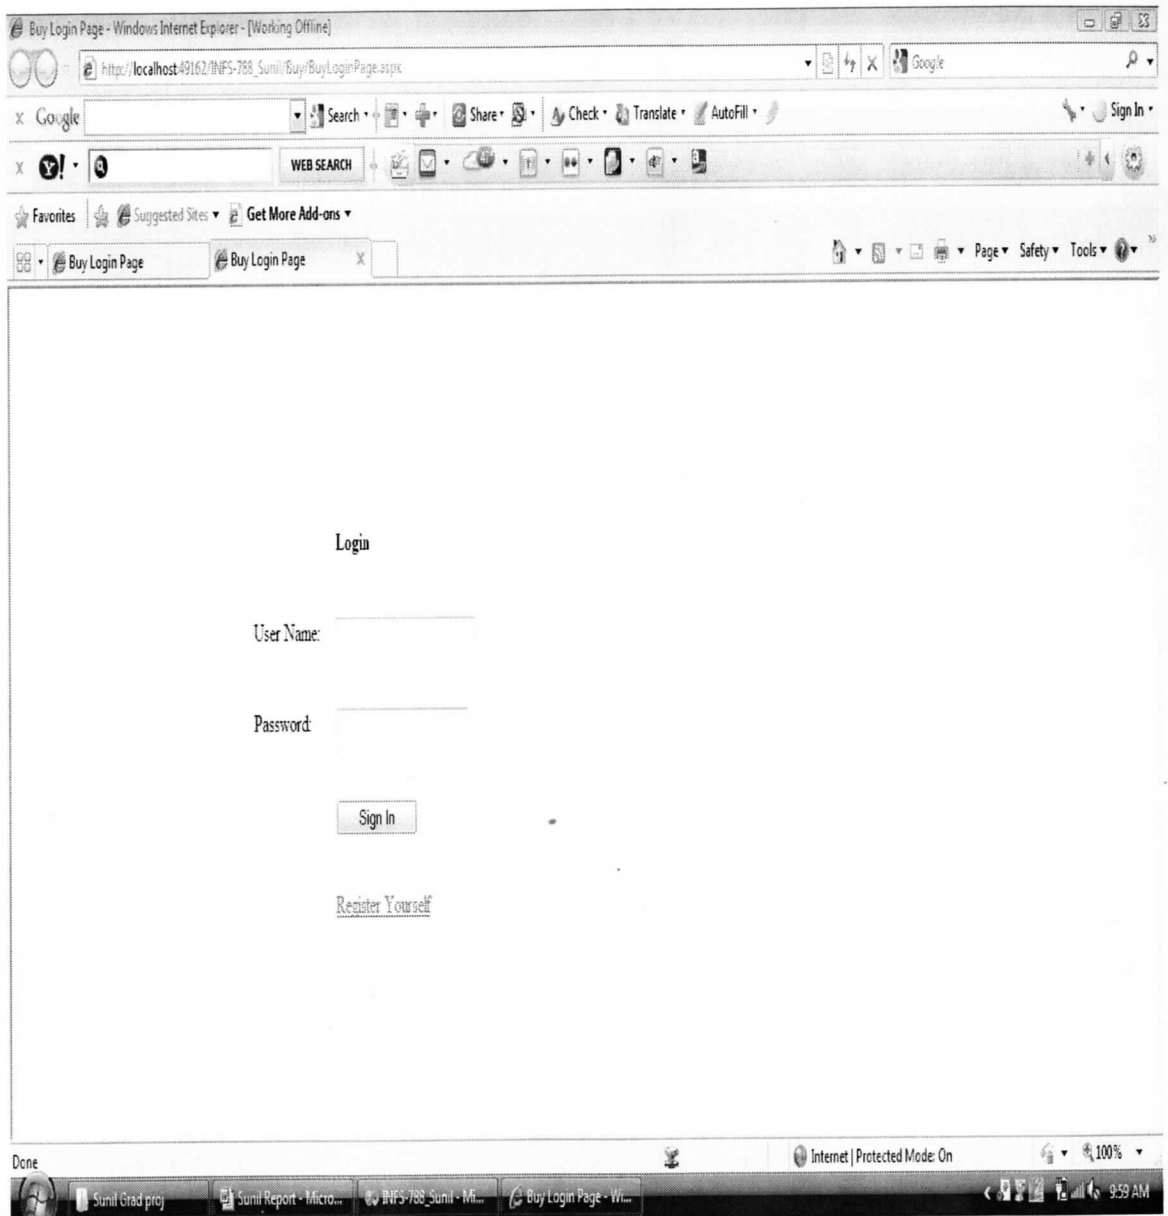 Buy Login Page - Windows Internet Explorer - [Working Offline]
http://localhost:49162/INFS-788_Sunil/Buy/BuyLoginPage.aspx Google
x Google Search Share Check Translate AutoFill Sign In
x Y! WEB SEARCH
Favorites Suggested Sites Get More Add-ons
Buy Login Page Buy Login Page X Page Safety Tools
Login
User Name:
Password:
Sign In
Register Yourself
Done Internet | Protected Mode: On 100%
Sunil Grad proj Sunil Report - Micro... INFS-788_Sunil - Mi... Buy Login Page - Wi... 9:59 AM